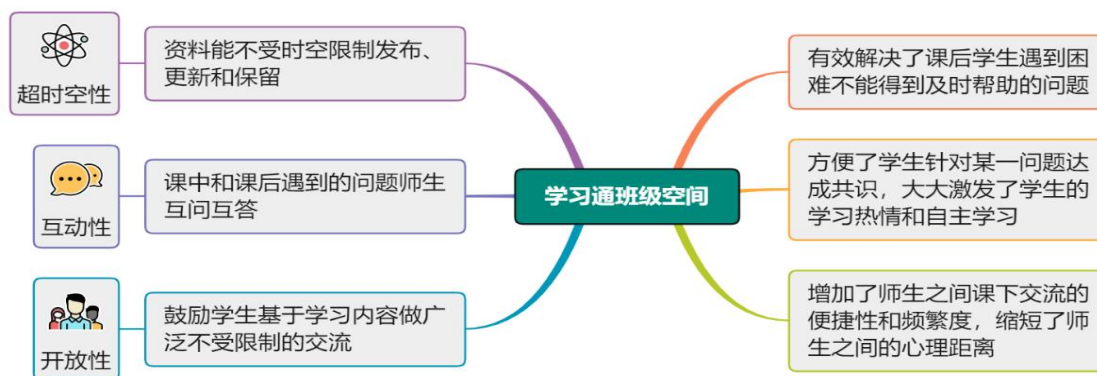 超时空性
资料能不受时空限制发布、
更新和保留
互动性
课中和课后遇到的问题师生
互问互答
开放性
鼓励学生基于学习内容做广
泛不受限制的交流
学习通班级空间
有效解决了课后学生遇到困
难不能得到及时帮助的问题
方便了学生针对某一问题达
成共识，大大激发了学生的
学习热情和自主学习
增加了师生之间课下交流的
便捷性和频繁度，缩短了师
生之间的心理距离